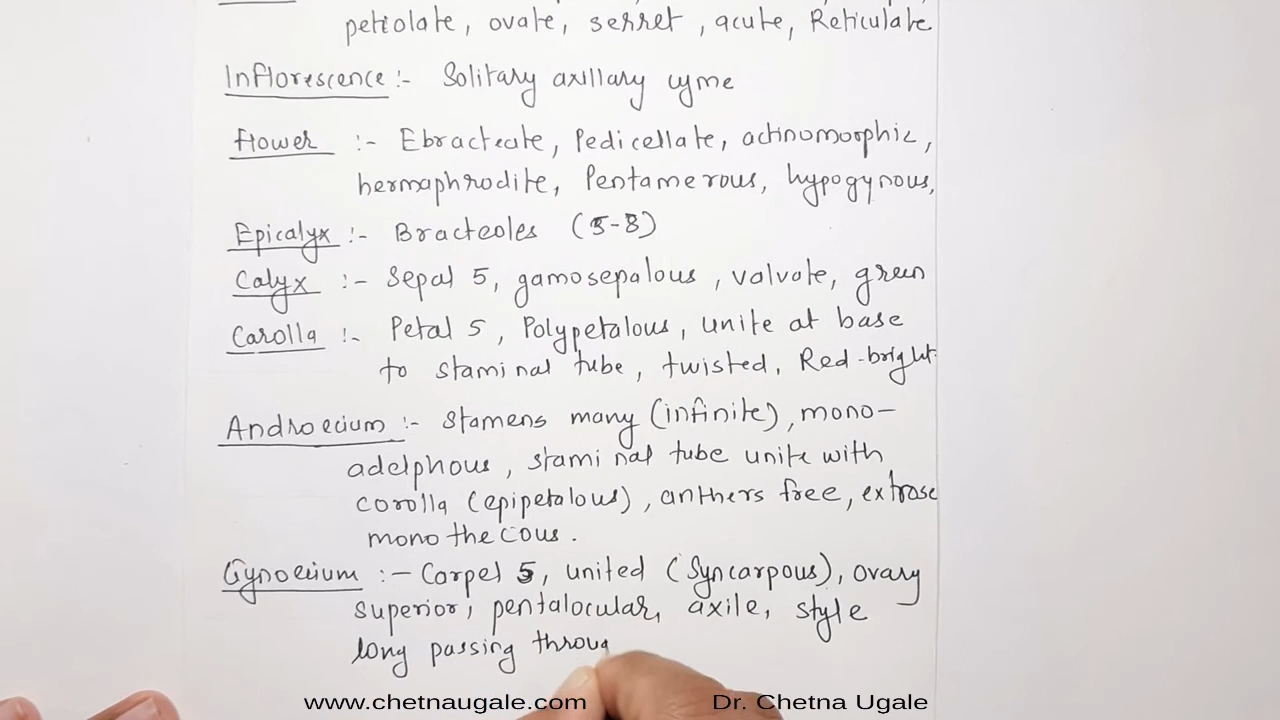 petiolate, ovate, serret, acute, Reticulate
Inflorescence :- Solitary axillary cyme
flower :- Ebracteate, Pedicellate, actinomorphic,
hermaphrodite, Pentamerous, hypogynous,
Epicalyx :- Bracteoles (5-8)
Calyx :- Sepal 5, gamosepalous, valvate, green
Carolla :- Petal 5, Polypetalous, unite at base
to staminal tube, twisted, Red-bright
Androecium :- Stamens many (infinite), mono-
adelphous, staminal tube unite with
corolla (epipetalous), anthers free, extrose
monothecous.
Gynoecium :- Carpel 5, united (Syncarpous), ovary
superior, pentalocular, axile, style
long passing throug
www.chetnaugale.com Dr. Chetna Ugale